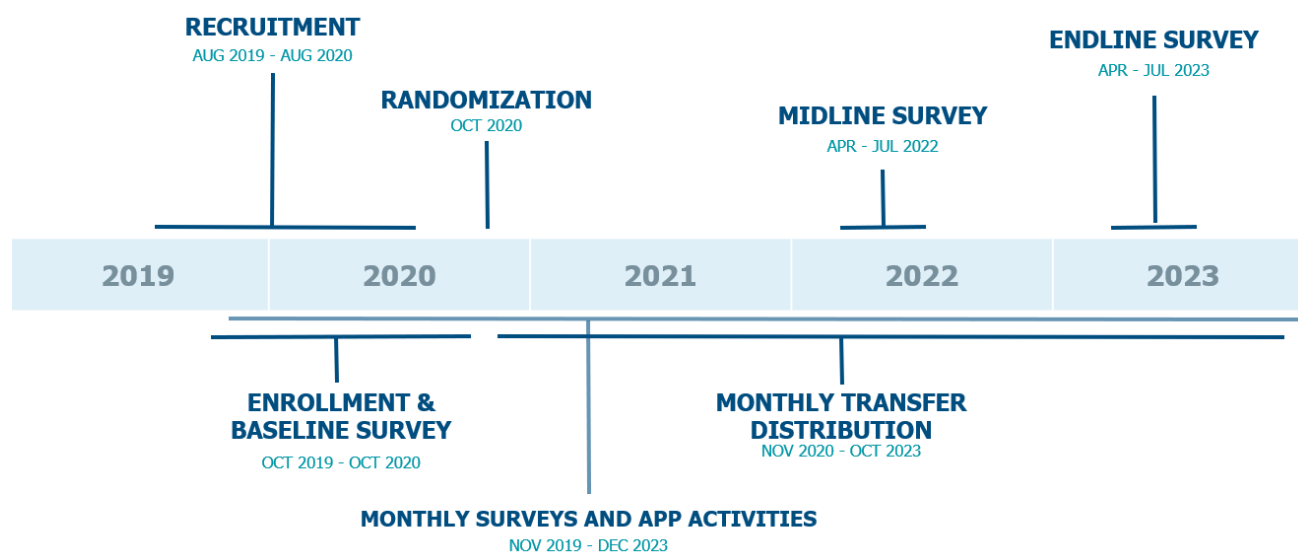 RECRUITMENT
AUG 2019 - AUG 2020
RANDOMIZATION
OCT 2020
MIDLINE SURVEY
APR - JUL 2022
ENDLINE SURVEY
APR - JUL 2023
2019
2020
2021
2022
2023
ENROLLMENT &
BASELINE SURVEY
OCT 2019 - OCT 2020
MONTHLY TRANSFER
DISTRIBUTION
NOV 2020 - OCT 2023
MONTHLY SURVEYS AND APP ACTIVITIES
NOV 2019 - DEC 2023